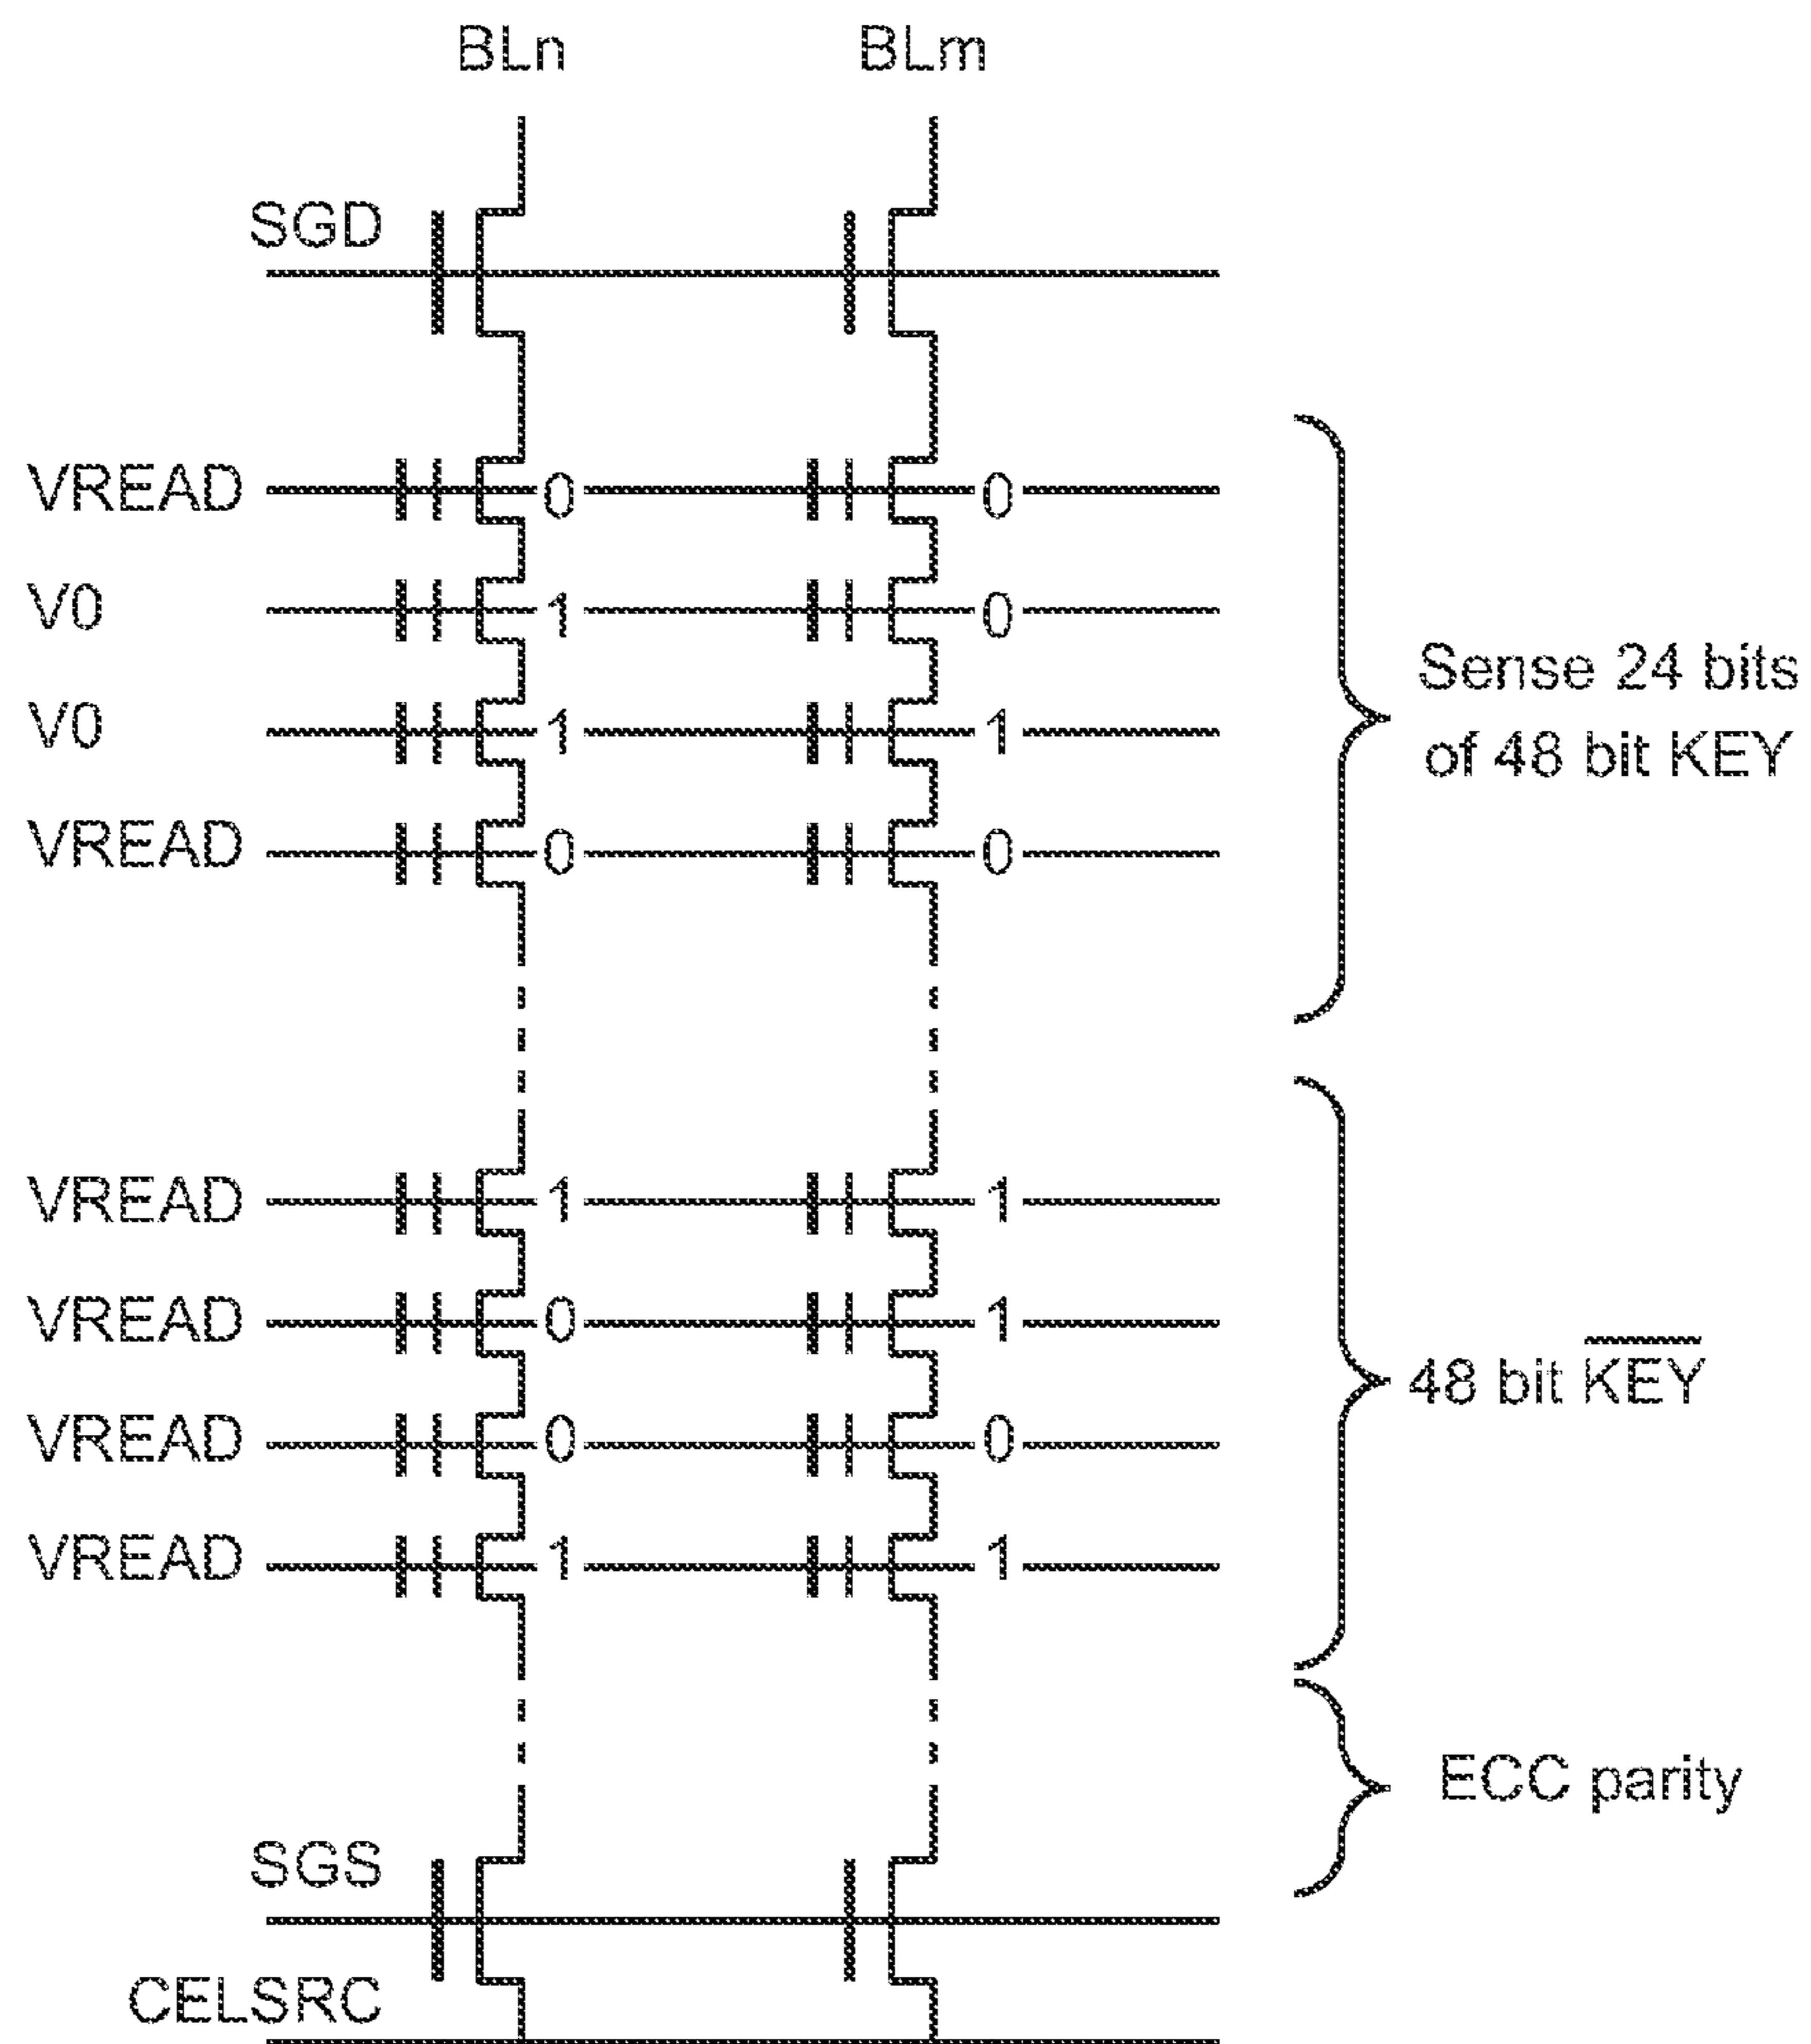 BLn BLm
SGD
VREAD 0 0
V0 1 0
V0 1 1
VREAD 0 0
Sense 24 bits
of 48 bit KEY
VREAD 1 1
VREAD 0 1
VREAD 0 0
VREAD 1 1
48 bit K̅E̅Y̅
ECC parity
SGS
CELSRC